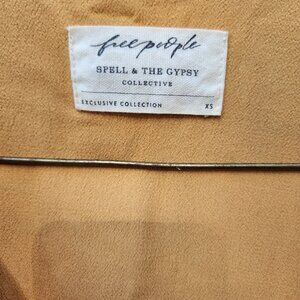 free people
SPELL & THE GYPSY
COLLECTIVE
EXCLUSIVE COLLECTION XS